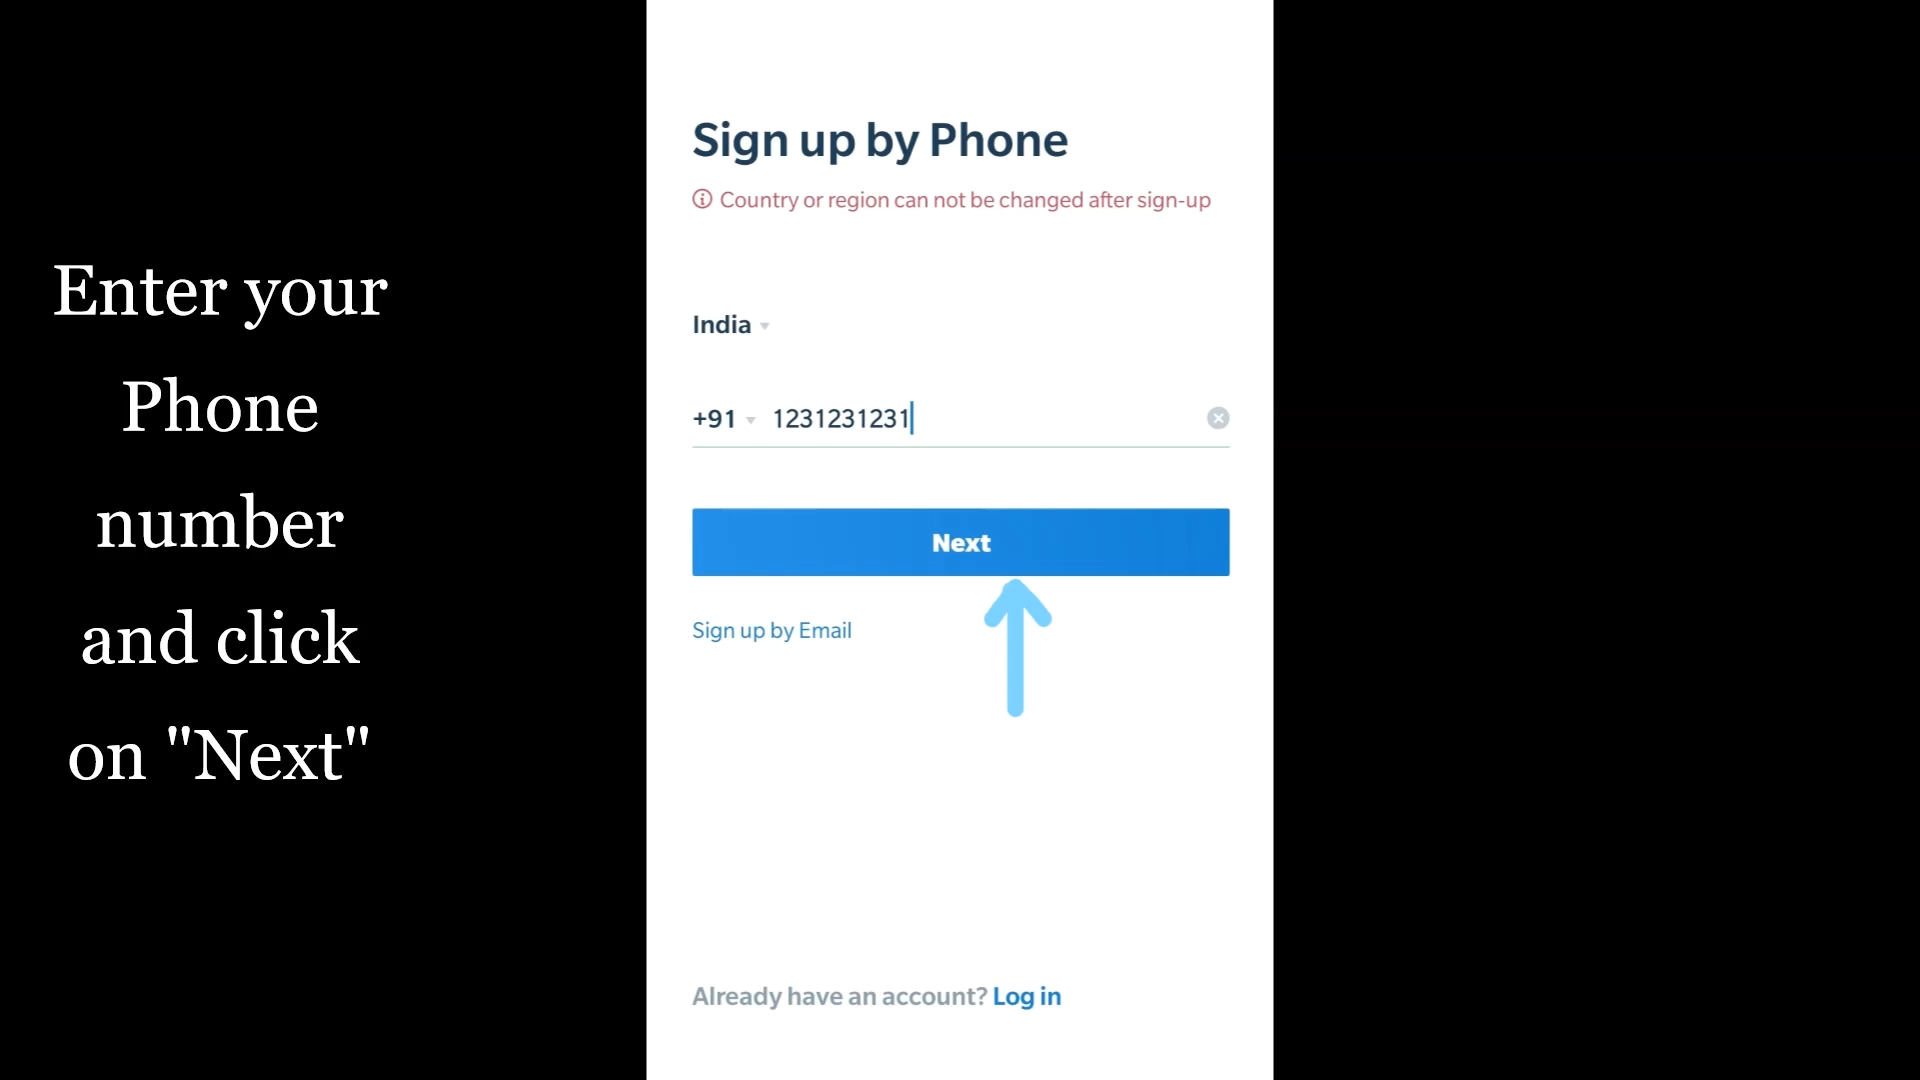 Enter your
Phone
number
and click
on "Next"
Sign up by Phone
Country or region can not be changed after sign-up
India
+91 1231231231
Next
Sign up by Email
Already have an account? Log in